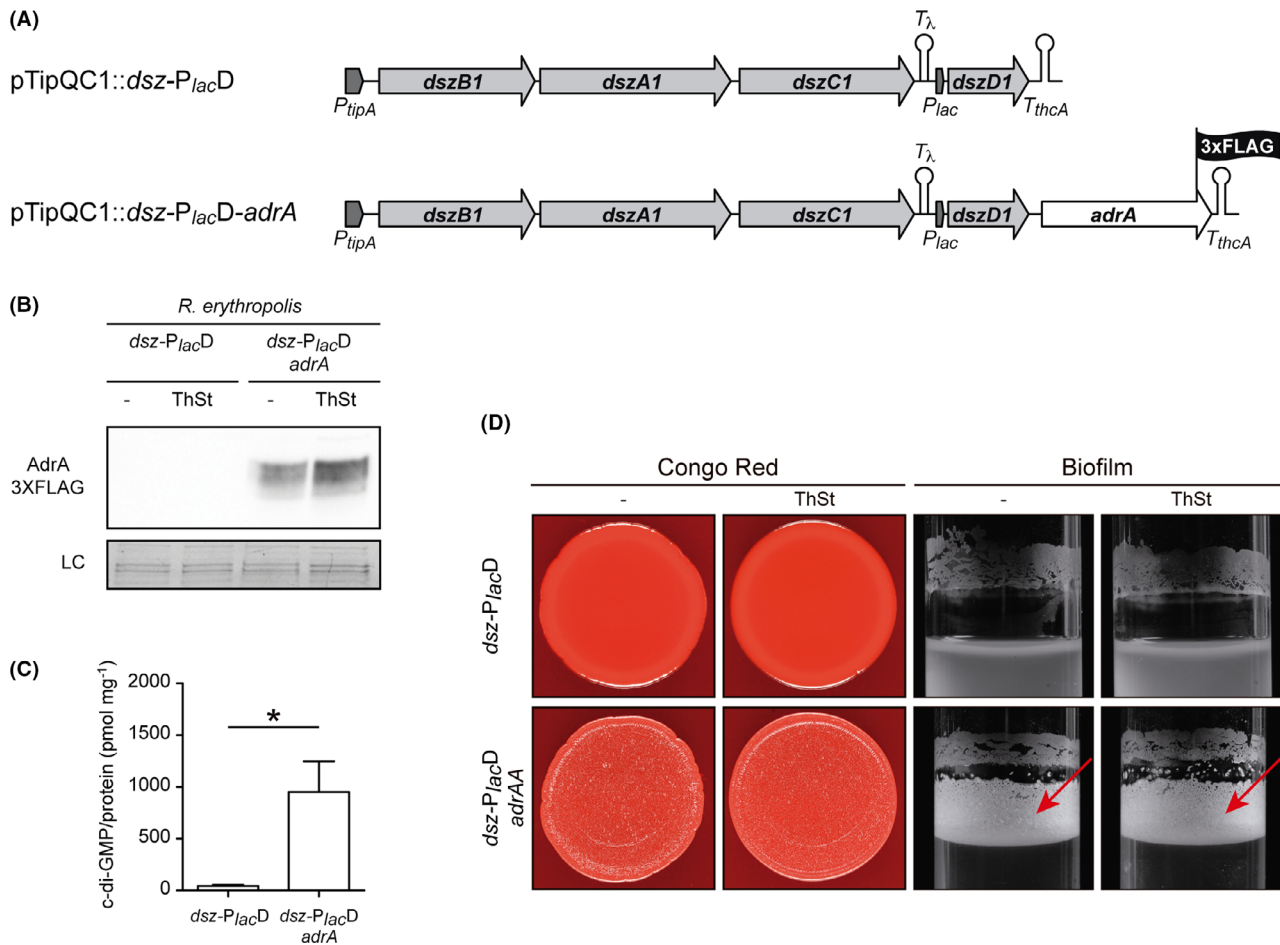 (A)
pTipQC1::dsz-PlacD
PtipA
dszB1
dszA1
dszC1
Tλ
Plac
dszD1
TthcA
pTipQC1::dsz-PlacD-adrA
PtipA
dszB1
dszA1
dszC1
Tλ
Plac
dszD1
adrA
3xFLAG
TthcA
(B)
R. erythropolis
dsz-PlacD
dsz-PlacD
adrA
- ThSt - ThSt
AdrA
3XFLAG
LC
(C)
c-di-GMP/protein (pmol mg⁻¹)
2000
1500
1000
500
0
*
dsz-PlacD
dsz-PlacD
adrA
(D)
Congo Red Biofilm
- ThSt - ThSt
dsz-PlacD
dsz-PlacD
adrAA